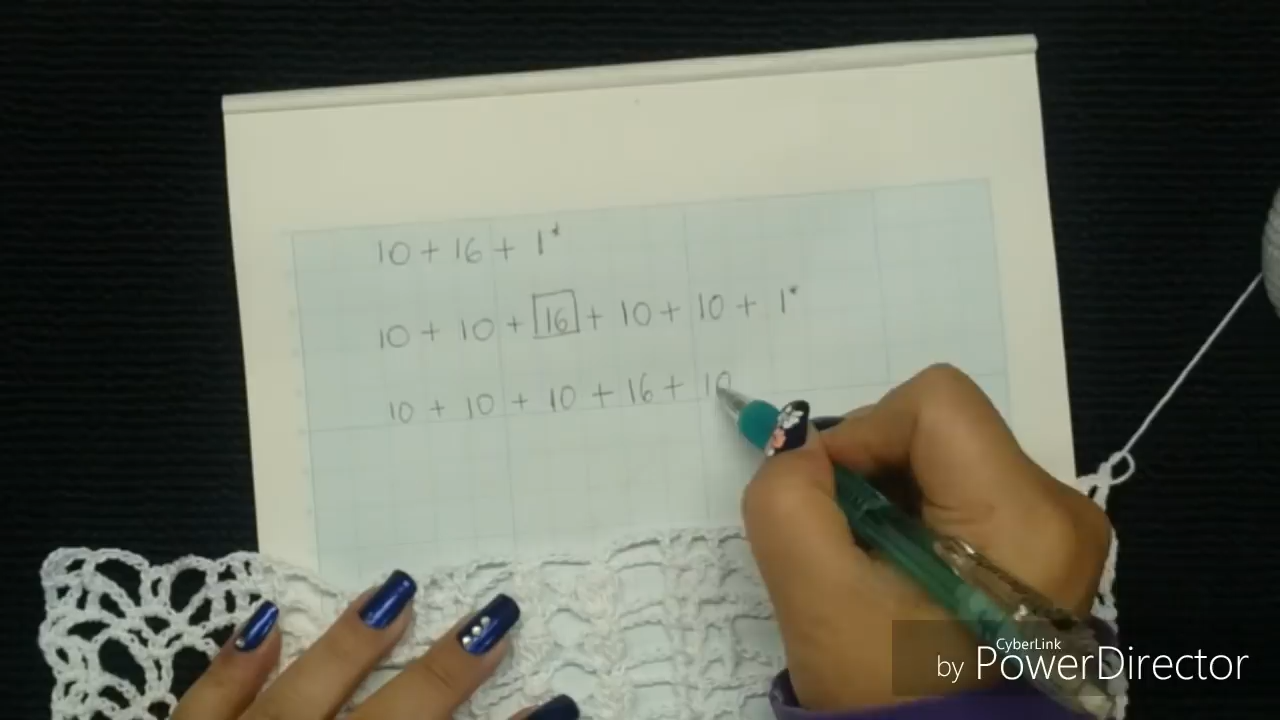 10 + 16 + 1*
10 + 10 + 16 + 10 + 10 + 1*
10 + 10 + 10 + 16 + 10
CyberLink
by PowerDirector